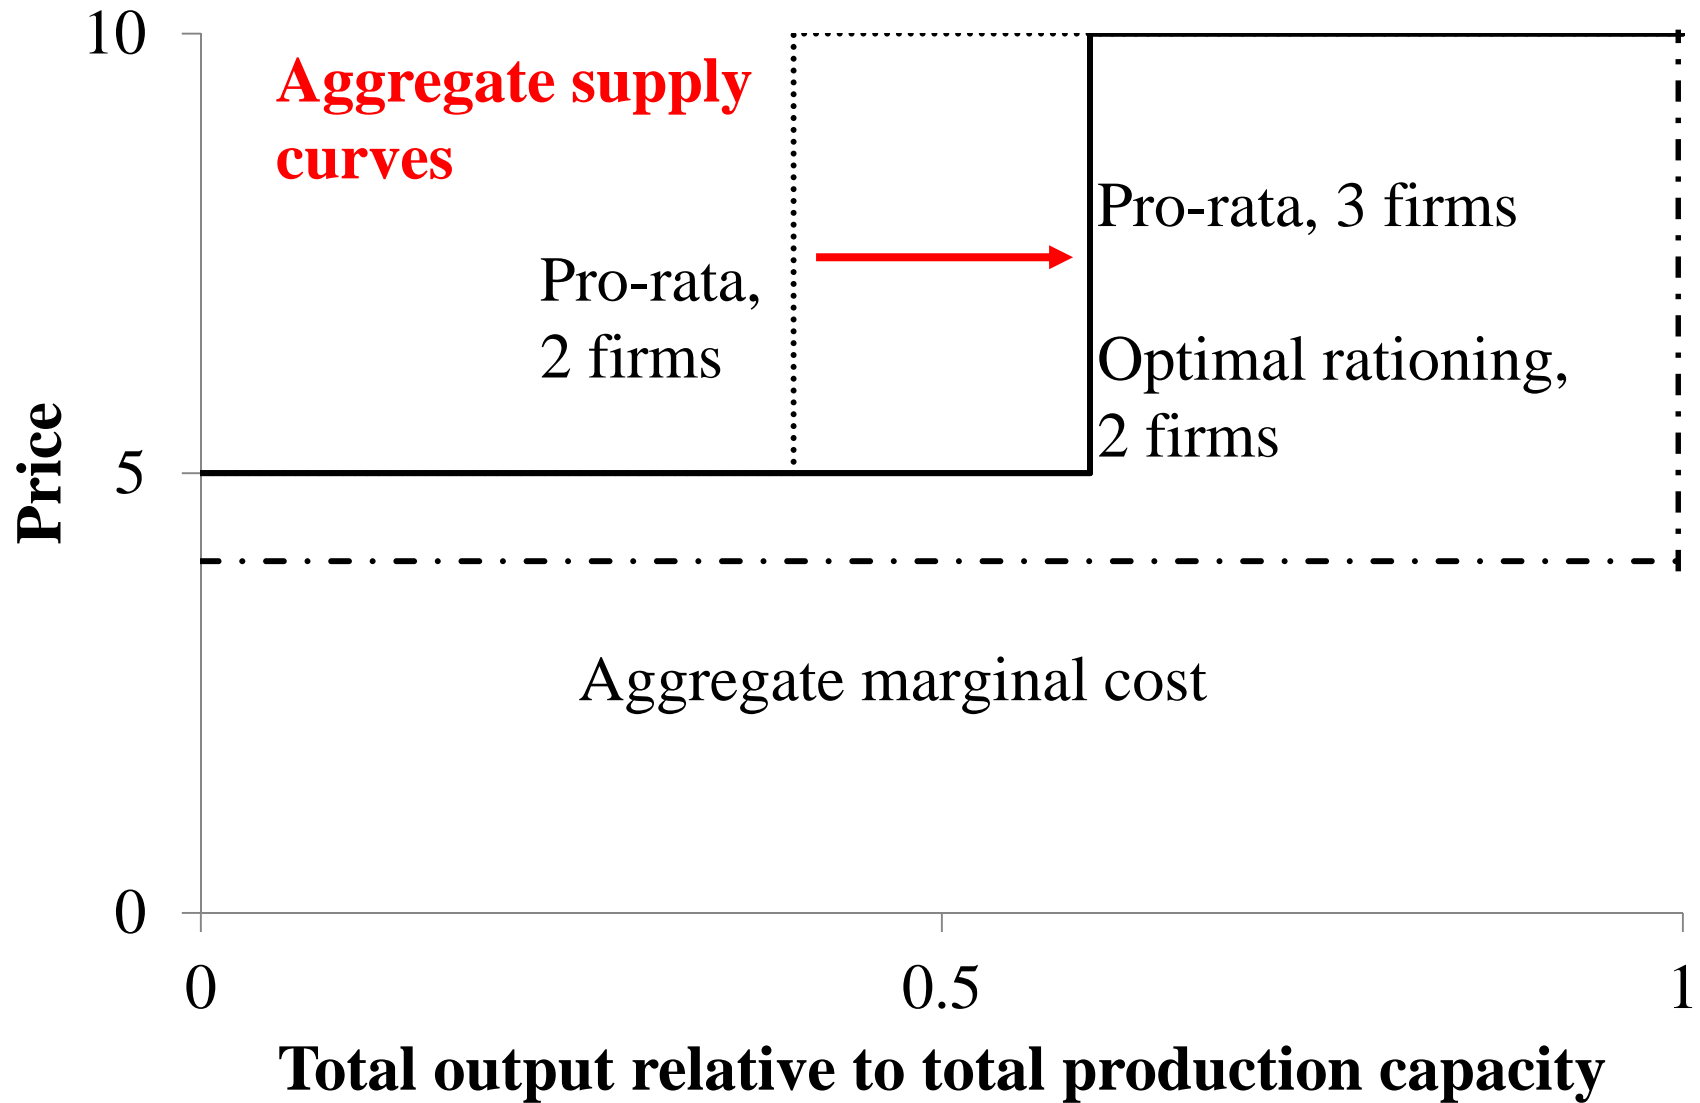 10
Aggregate supply
curves
Pro-rata, 3 firms
Pro-rata,
2 firms
Optimal rationing,
2 firms
Price
5
Aggregate marginal cost
0
0
0.5
1
Total output relative to total production capacity